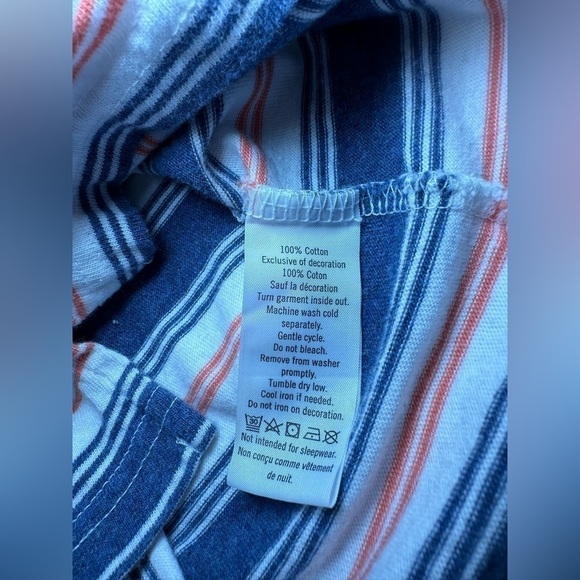 100% Cotton
Exclusive of decoration
100% Coton
Sauf la décoration
Turn garment inside out.
Machine wash cold
separately.
Gentle cycle.
Do not bleach.
Remove from washer
promptly.
Tumble dry low.
Cool iron if needed.
Do not iron on decoration.
30
Not intended for sleepwear.
Non conçu comme vêtement
de nuit.